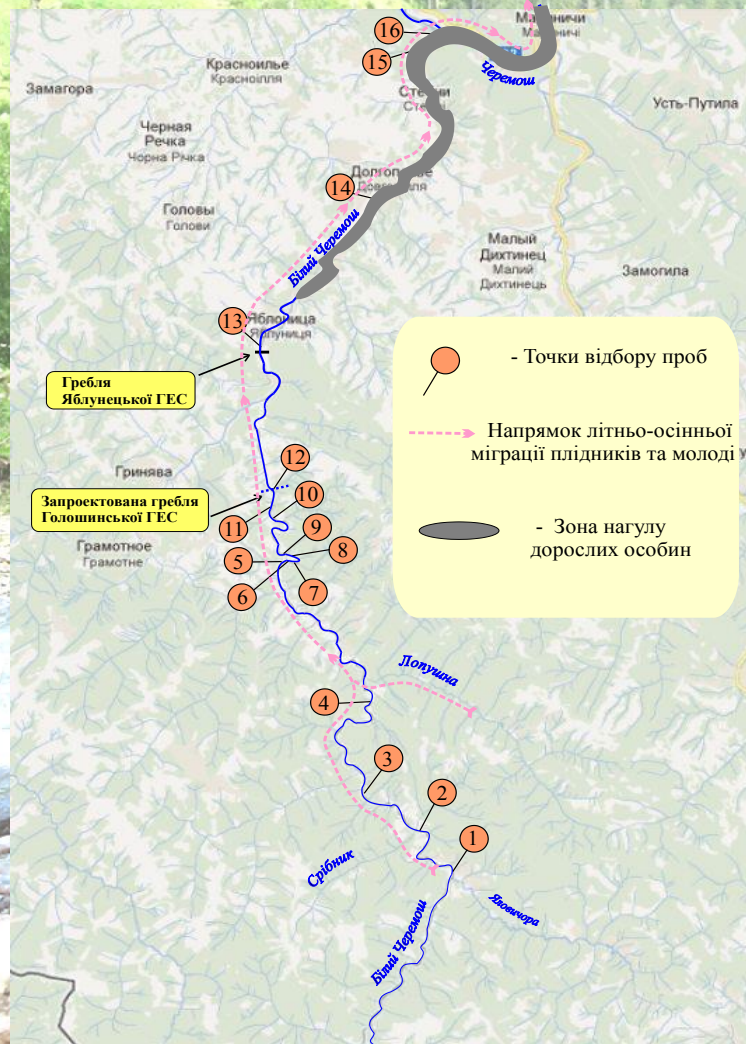 16
Мариничи
Мариничі
15
Красноилье
Красноілля
Черемош
Замагора
Усть-Путила
Черная
Речка
Чорна Річка
14
Долгополье
Довгопілля
Головы
Голови
Білий Черемош
Малый
Дихтинец
Малий
Дихтинець
Замогила
13
Яблоница
Яблуниця
Гребля
Яблунецької ГЕС
- Точки відбору проб
Напрямок літньо-осінньої
міграції плідників та молоді
- Зона нагулу
дорослих особин
Гринява
12
10
Запроектована гребля
Голошинської ГЕС
11
9
8
Грамотное
Грамотне
5
7
6
Лопушна
4
3
2
1
Срібник
Яловичора
Білий Черемош